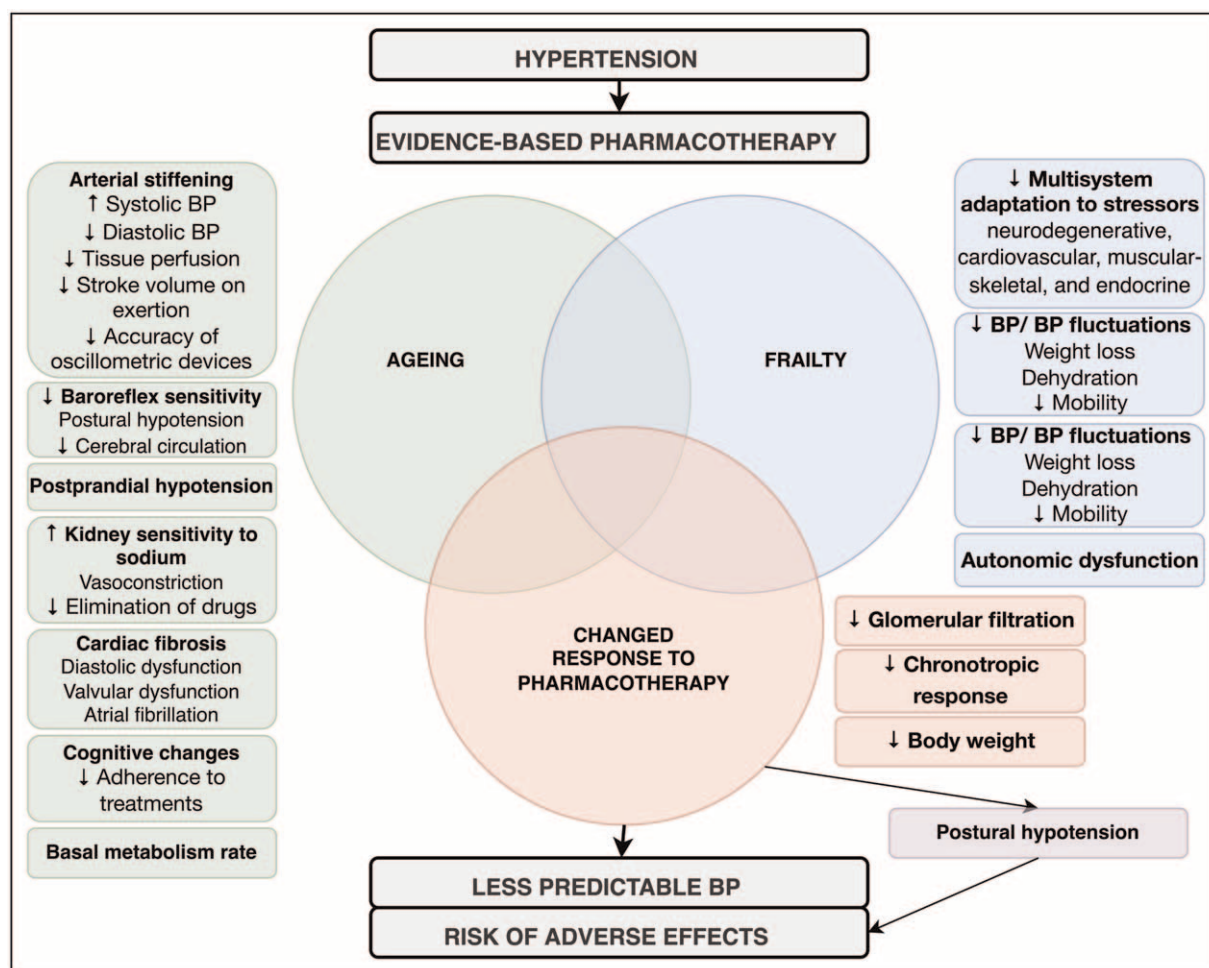 HYPERTENSION
EVIDENCE-BASED PHARMACOTHERAPY
Arterial stiffening
↑ Systolic BP
↓ Diastolic BP
↓ Tissue perfusion
↓ Stroke volume on
exertion
↓ Accuracy of
oscillometric devices
↓ Baroreflex sensitivity
Postural hypotension
↓ Cerebral circulation
Postprandial hypotension
↑ Kidney sensitivity to
sodium
Vasoconstriction
↓ Elimination of drugs
Cardiac fibrosis
Diastolic dysfunction
Valvular dysfunction
Atrial fibrillation
Cognitive changes
↓ Adherence to
treatments
Basal metabolism rate
AGEING
FRAILTY
CHANGED
RESPONSE TO
PHARMACOTHERAPY
↓ Multisystem
adaptation to stressors
neurodegenerative,
cardiovascular, muscular-
skeletal, and endocrine
↓ BP/ BP fluctuations
Weight loss
Dehydration
↓ Mobility
↓ BP/ BP fluctuations
Weight loss
Dehydration
↓ Mobility
Autonomic dysfunction
↓ Glomerular filtration
↓ Chronotropic
response
↓ Body weight
Postural hypotension
LESS PREDICTABLE BP
RISK OF ADVERSE EFFECTS